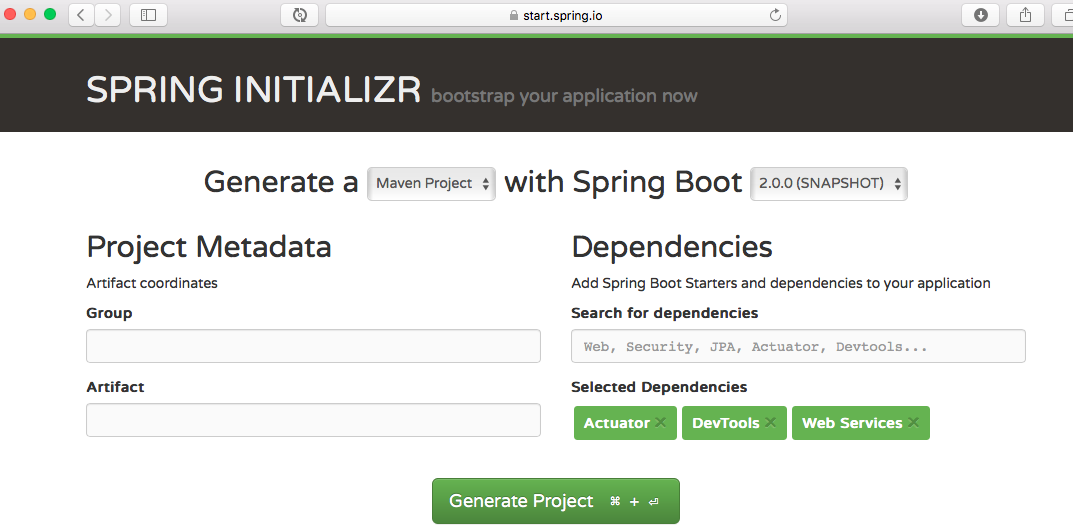 start.spring.io
SPRING INITIALIZR bootstrap your application now
Generate a Maven Project with Spring Boot 2.0.0 (SNAPSHOT)
Project Metadata
Artifact coordinates
Group
Artifact
Dependencies
Add Spring Boot Starters and dependencies to your application
Search for dependencies
Web, Security, JPA, Actuator, Devtools...
Selected Dependencies
Actuator × DevTools × Web Services ×
Generate Project ⌘ + ⏎